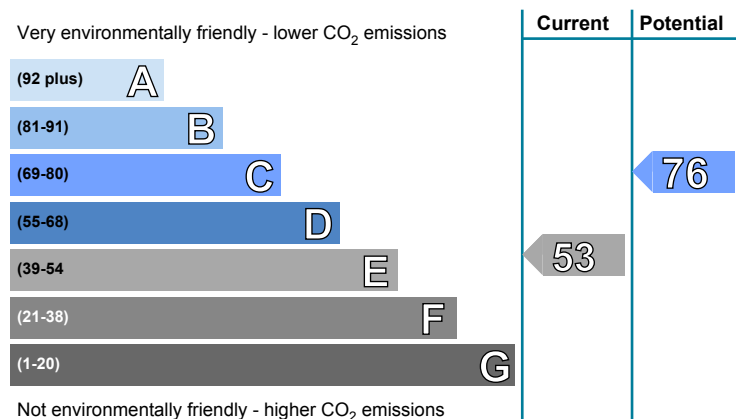 Current Potential
Very environmentally friendly - lower CO₂ emissions
(92 plus) A
(81-91) B
(69-80) C
76
(55-68) D
(39-54 E
53
(21-38) F
(1-20) G
Not environmentally friendly - higher CO₂ emissions